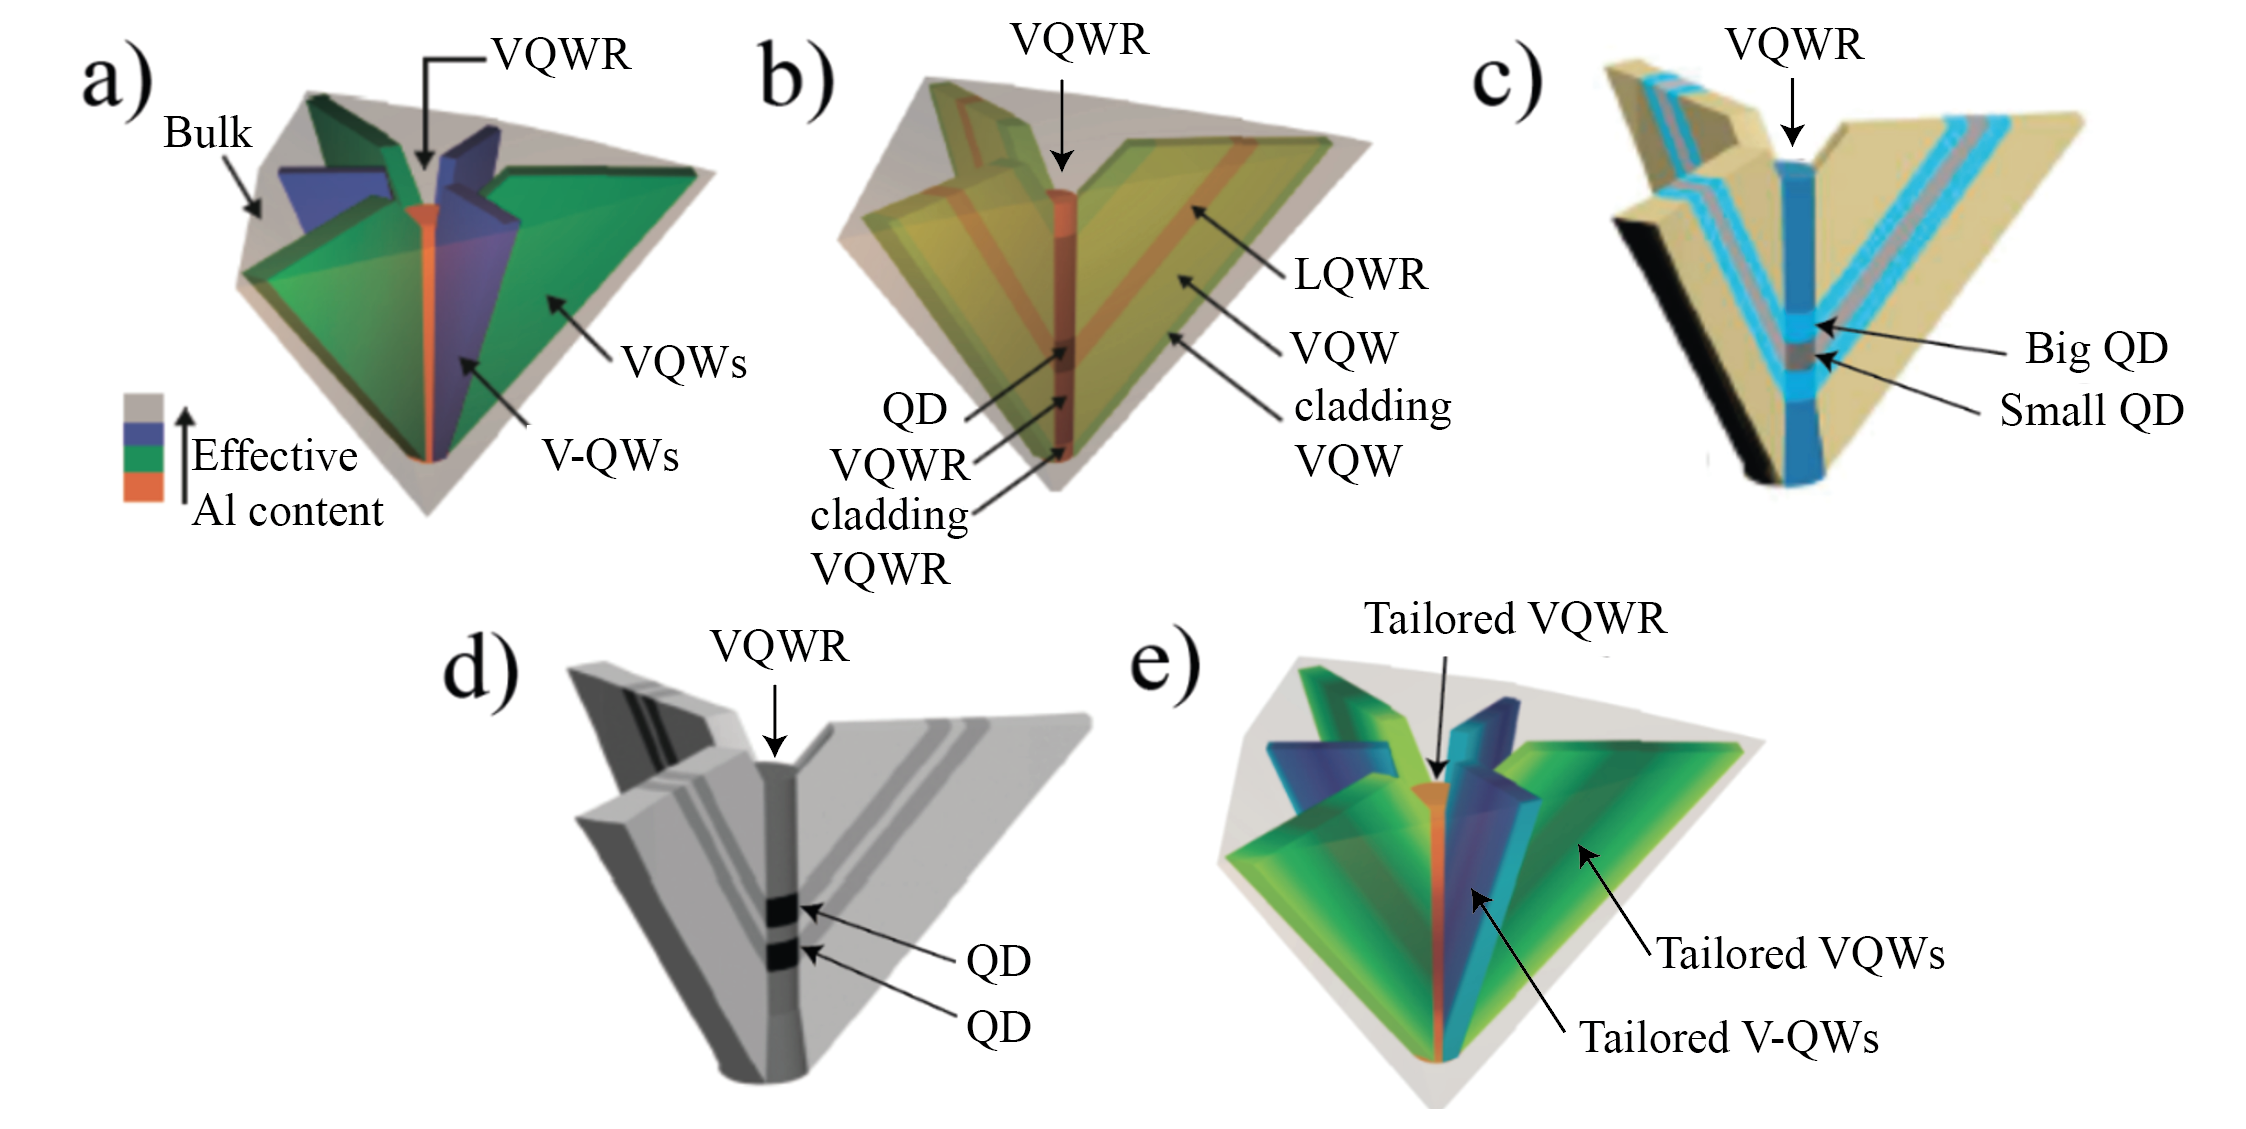 a)
VQWR
Bulk
VQWs
V-QWs
Effective
Al content
b)
VQWR
LQWR
VQW
cladding
VQW
QD
VQWR
cladding
VQWR
c)
VQWR
Big QD
Small QD
d)
VQWR
QD
QD
e)
Tailored VQWR
Tailored VQWs
Tailored V-QWs